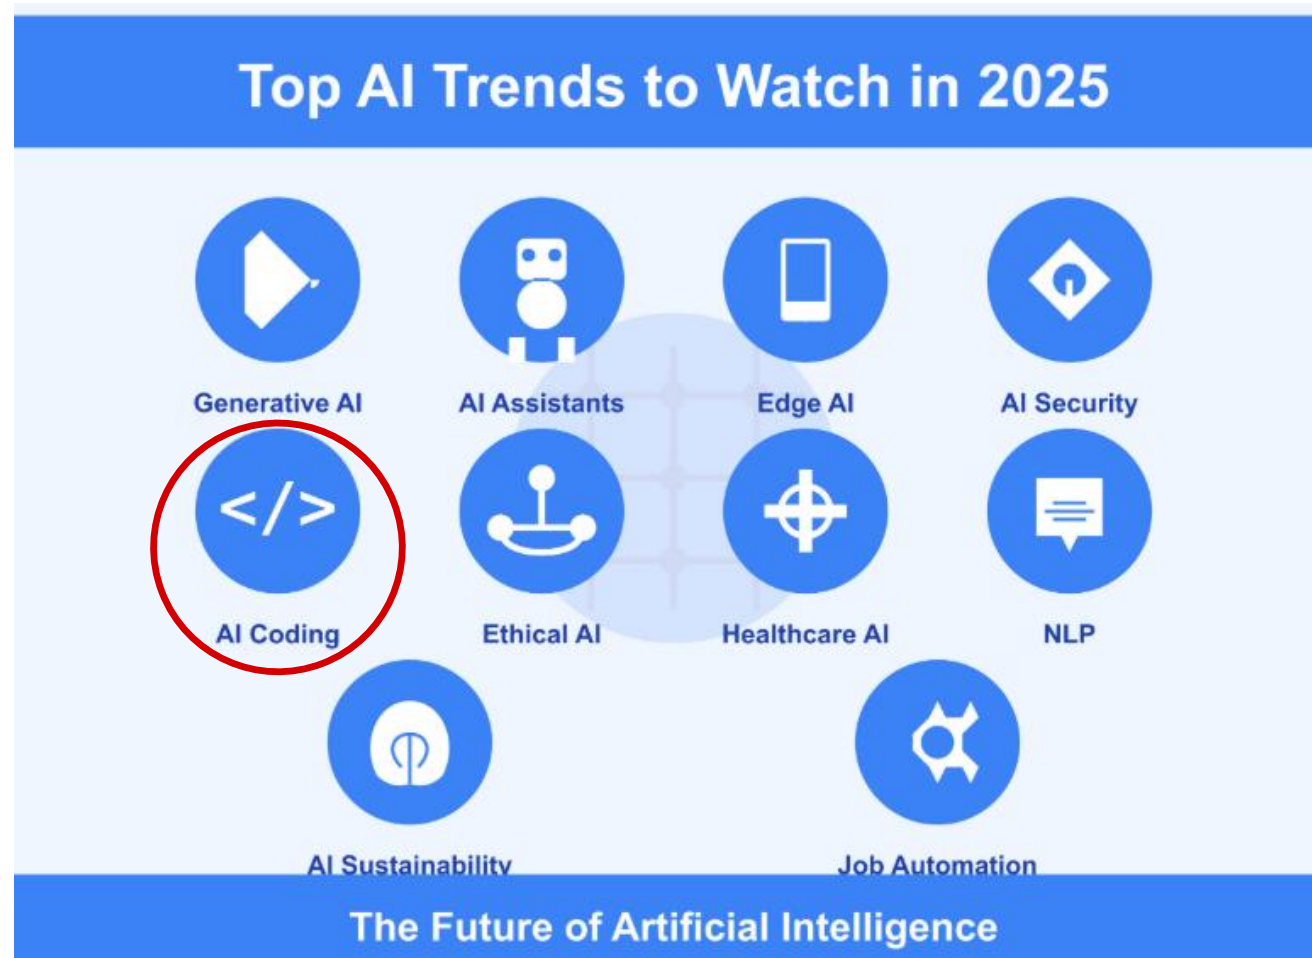 Top AI Trends to Watch in 2025
Generative AI
AI Assistants
Edge AI
AI Security
</>
AI Coding
Ethical AI
Healthcare AI
NLP
AI Sustainability
Job Automation
The Future of Artificial Intelligence